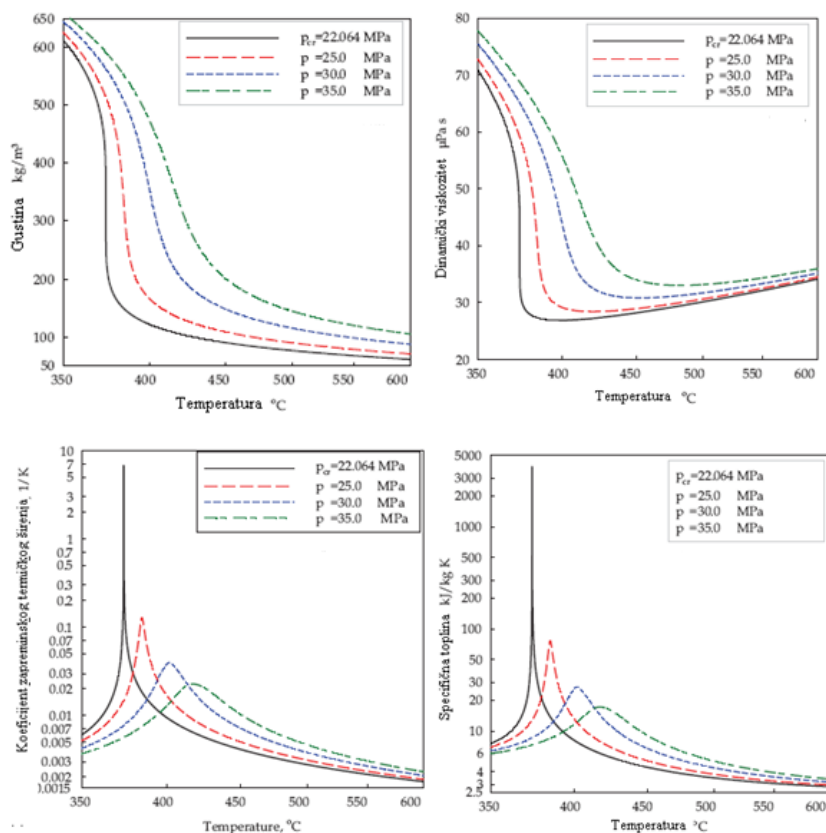 650
600
500
400
300
200
100
50
Gustina kg/m³
p_cr=22.064 MPa
p =25.0 MPa
p =30.0 MPa
p =35.0 MPa
350 400 450 500 550 600
Temperatura ºC
80
70
60
50
40
30
20
Dinamički viskozitet μPa s
p_cr=22.064 MPa
p =25.0 MPa
p =30.0 MPa
p =35.0 MPa
350 400 450 500 550 600
Temperatura ºC
10
7
5
3
2
1
0.7
0.5
0.3
0.2
0.1
0.07
0.05
0.03
0.02
0.01
0.007
0.005
0.003
0.002
0.0015
Koeficijent zapreminskog termičkog širenja, 1/K
p_cr=22.064 MPa
p =25.0 MPa
p =30.0 MPa
p =35.0 MPa
350 400 450 500 550 600
Temperature, ºC
5000
3000
2000
1000
500
300
200
100
50
30
20
10
6
4
3
2.5
Specifična toplina kJ/kg K
p_cr=22.064 MPa
p =25.0 MPa
p =30.0 MPa
p =35.0 MPa
350 400 450 500 550 600
Temperatura ºC